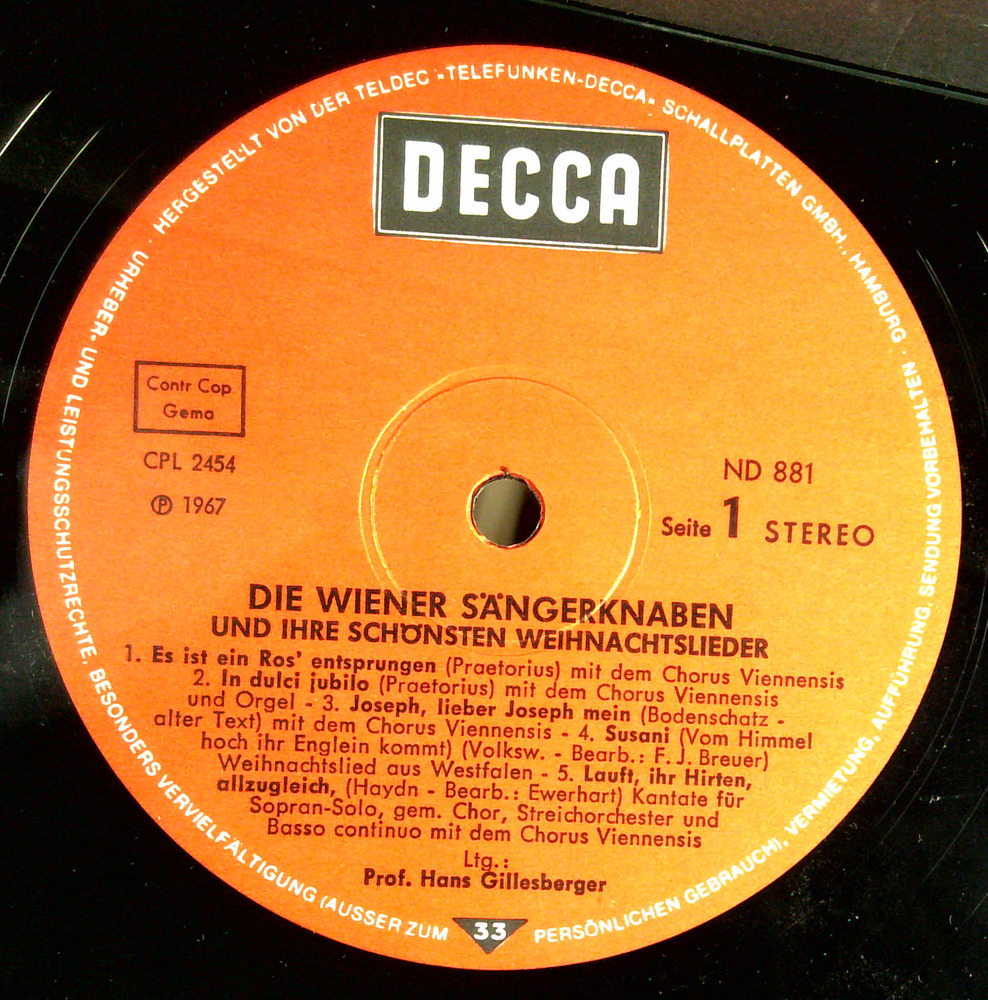 HERGESTELLT VON DER TELDEC »TELEFUNKEN-DECCA« SCHALLPLATTEN GMBH., HAMBURG · URHEBER- UND LEISTUNGSSCHUTZRECHTE, BESONDERS VERVIELFÄLTIGUNG (AUSSER ZUM PERSÖNLICHEN GEBRAUCH), VERMIETUNG, AUFFÜHRUNG, SENDUNG VORBEHALTEN
DECCA
Contr Cop
Gema
CPL 2454
℗ 1967
ND 881
Seite 1 STEREO
DIE WIENER SÄNGERKNABEN
UND IHRE SCHÖNSTEN WEIHNACHTSLIEDER
1. Es ist ein Ros' entsprungen (Praetorius) mit dem Chorus Viennensis
2. In dulci jubilo (Praetorius) mit dem Chorus Viennensis
und Orgel - 3. Joseph, lieber Joseph mein (Bodenschatz -
alter Text) mit dem Chorus Viennensis - 4. Susani (Vom Himmel
hoch ihr Englein kommt) (Volksw. - Bearb.: F. J. Breuer)
Weihnachtslied aus Westfalen - 5. Lauft, ihr Hirten,
allzugleich, (Haydn - Bearb.: Ewerhart) Kantate für
Sopran-Solo, gem. Chor, Streichorchester und
Basso continuo mit dem Chorus Viennensis
Ltg.:
Prof. Hans Gillesberger
33